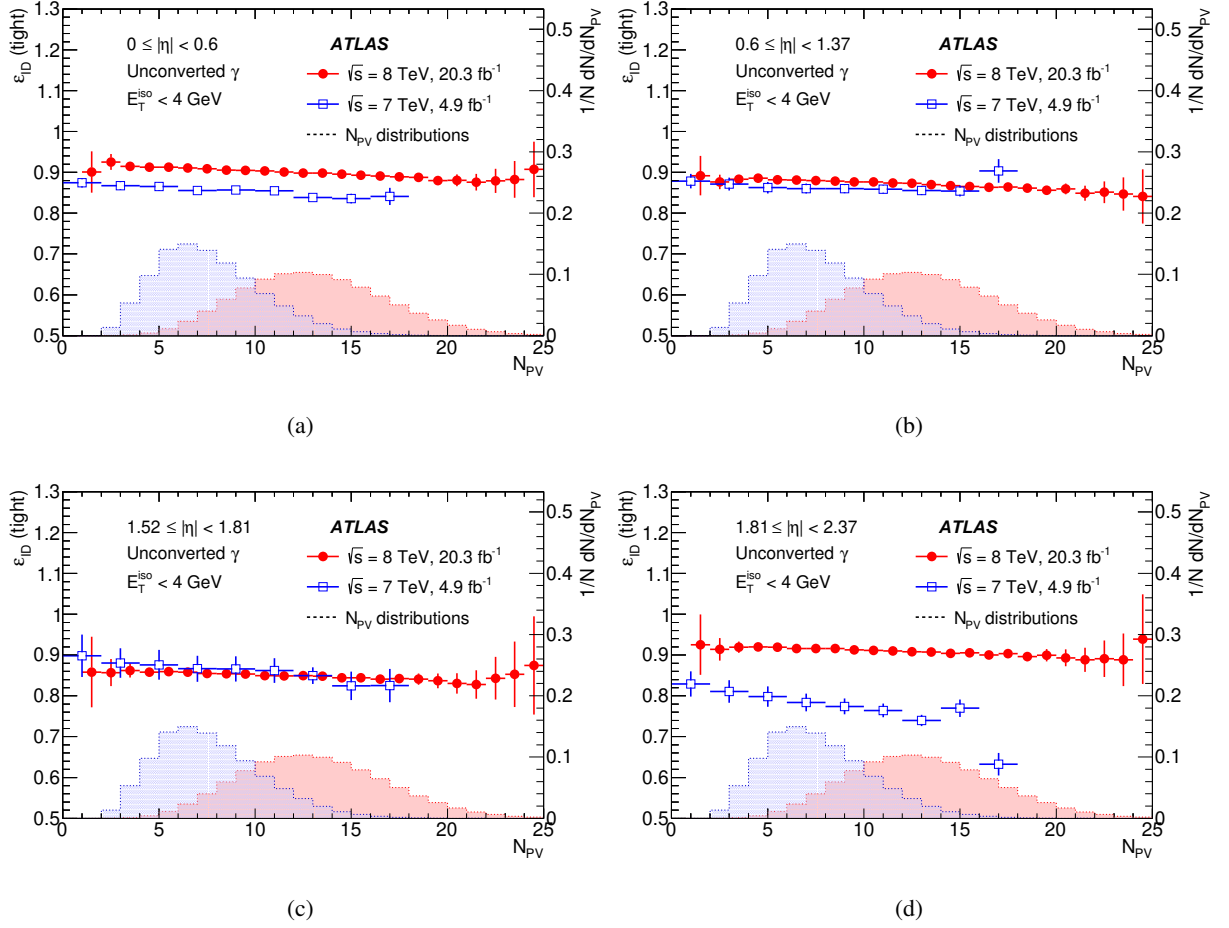 ε_ID (tight)
1.3
1.2
1.1
1
0.9
0.8
0.7
0.6
0.5
0 ≤ |η| < 0.6
Unconverted γ
E_T^iso < 4 GeV
ATLAS
√s = 8 TeV, 20.3 fb⁻¹
√s = 7 TeV, 4.9 fb⁻¹
N_PV distributions
0.5
0.4
0.3
0.2
0.1
0
1/N dN/dN_PV
0 5 10 15 20 25
N_PV
(a)
ε_ID (tight)
1.3
1.2
1.1
1
0.9
0.8
0.7
0.6
0.5
0.6 ≤ |η| < 1.37
Unconverted γ
E_T^iso < 4 GeV
ATLAS
√s = 8 TeV, 20.3 fb⁻¹
√s = 7 TeV, 4.9 fb⁻¹
N_PV distributions
0.5
0.4
0.3
0.2
0.1
0
1/N dN/dN_PV
0 5 10 15 20 25
N_PV
(b)
ε_ID (tight)
1.3
1.2
1.1
1
0.9
0.8
0.7
0.6
0.5
1.52 ≤ |η| < 1.81
Unconverted γ
E_T^iso < 4 GeV
ATLAS
√s = 8 TeV, 20.3 fb⁻¹
√s = 7 TeV, 4.9 fb⁻¹
N_PV distributions
0.5
0.4
0.3
0.2
0.1
0
1/N dN/dN_PV
0 5 10 15 20 25
N_PV
(c)
ε_ID (tight)
1.3
1.2
1.1
1
0.9
0.8
0.7
0.6
0.5
1.81 ≤ |η| < 2.37
Unconverted γ
E_T^iso < 4 GeV
ATLAS
√s = 8 TeV, 20.3 fb⁻¹
√s = 7 TeV, 4.9 fb⁻¹
N_PV distributions
0.5
0.4
0.3
0.2
0.1
0
1/N dN/dN_PV
0 5 10 15 20 25
N_PV
(d)